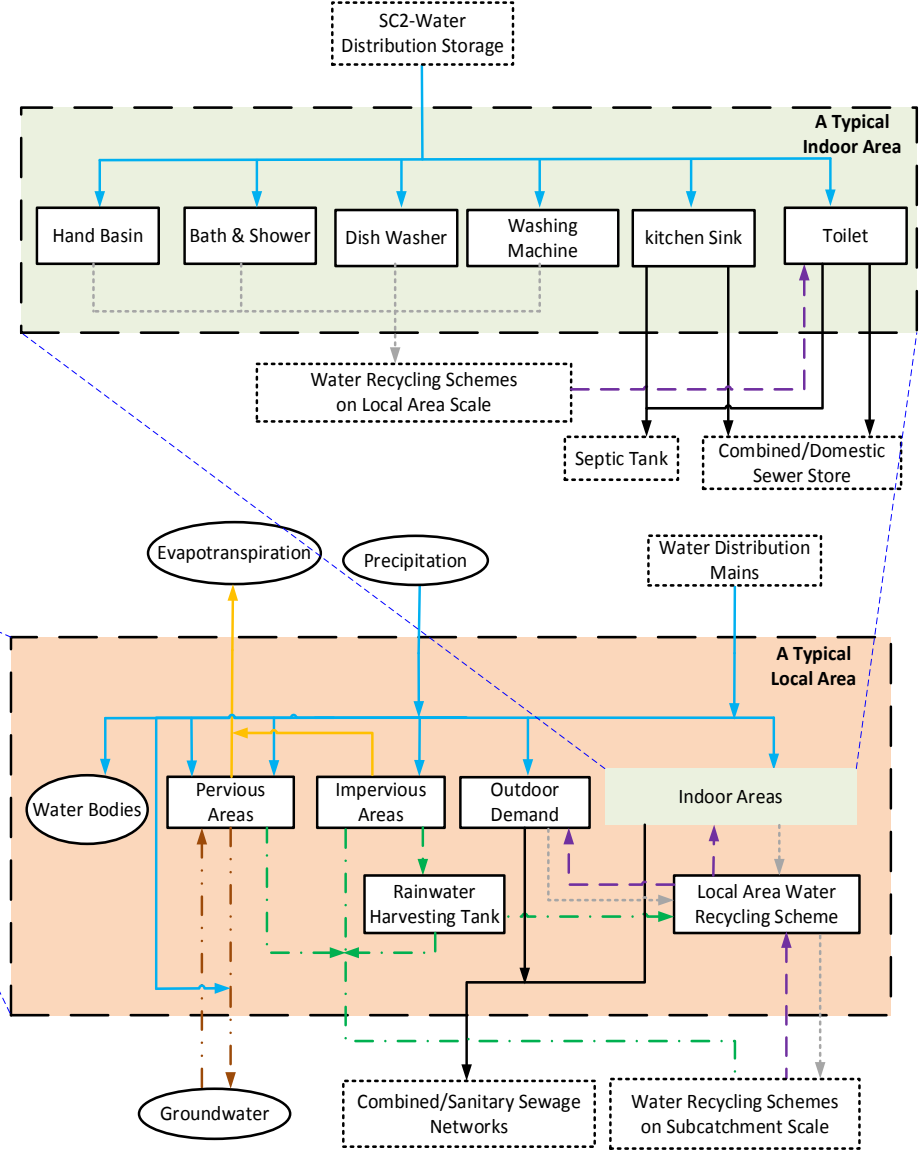 SC2-Water
Distribution Storage
A Typical
Indoor Area
Hand Basin
Bath & Shower
Dish Washer
Washing
Machine
kitchen Sink
Toilet
Water Recycling Schemes
on Local Area Scale
Septic Tank
Combined/Domestic
Sewer Store
Evapotranspiration
Precipitation
Water Distribution
Mains
A Typical
Local Area
Water Bodies
Pervious
Areas
Impervious
Areas
Outdoor
Demand
Indoor Areas
Rainwater
Harvesting Tank
Local Area Water
Recycling Scheme
Groundwater
Combined/Sanitary Sewage
Networks
Water Recycling Schemes
on Subcatchment Scale